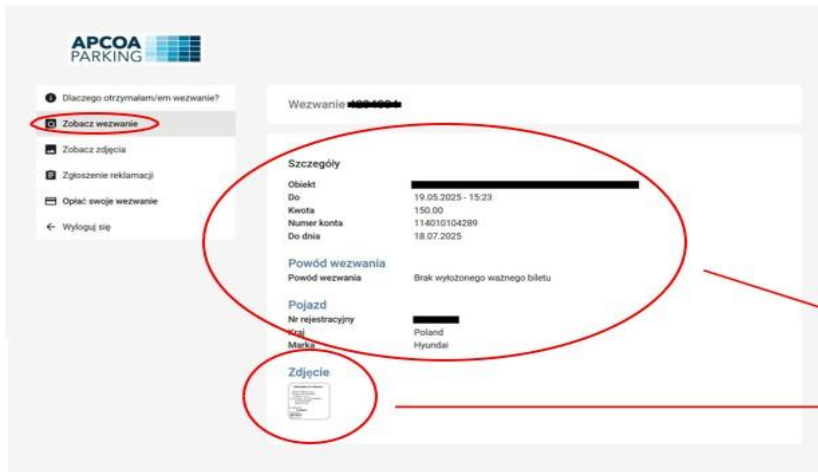 APCOA
PARKING
Dlaczego otrzymałam/em wezwanie?
Zobacz wezwanie
Zobacz zdjęcia
Zgłoszenie reklamacji
Opłać swoje wezwanie
Wyloguj się
Wezwanie
Szczegóły
Obiekt
Do 19.05.2025 - 15:23
Kwota 150.00
Numer konta 114010104289
Do dnia 18.07.2025
Powód wezwania
Powód wezwania Brak wyłożonego ważnego biletu
Pojazd
Nr rejestracyjny
Kraj Poland
Marka Hyundai
Zdjęcie